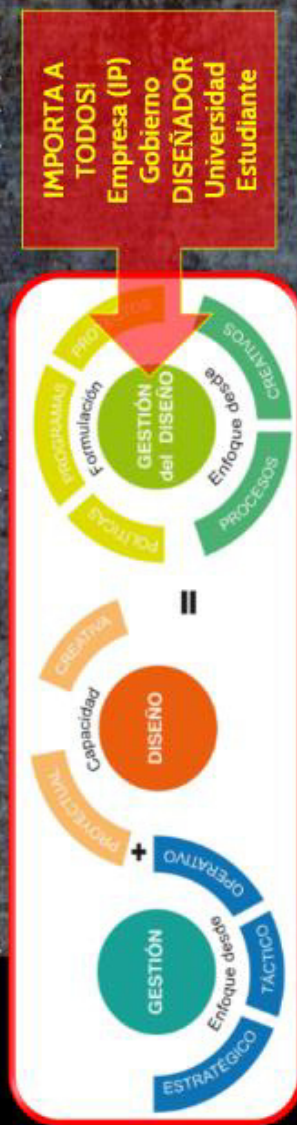 GESTIÓN
Enfoque desde
ESTRATÉGICO
TÁCTICO
OPERATIVO
+
Capacidad
PROYECTUAL
CREATIVA
DISEÑO
=
Formulación
POLÍTICAS
PROGRAMAS
PROYECTOS
GESTIÓN
del DISEÑO
Enfoque desde
PROCESOS
CREATIVOS
IMPORTA A
TODOS!
Empresa (IP)
Gobierno
DISEÑADOR
Universidad
Estudiante